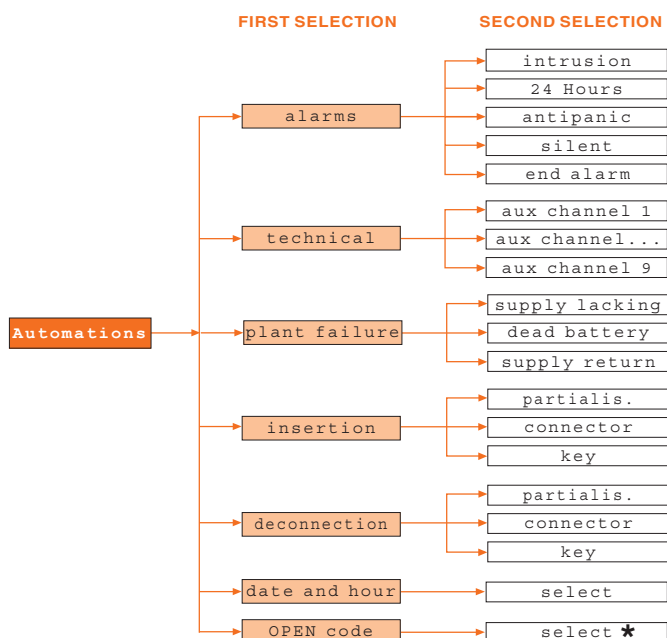 FIRST SELECTION
SECOND SELECTION
Automations
alarms
intrusion
24 Hours
antipanic
silent
end alarm
technical
aux channel 1
aux channel...
aux channel 9
plant failure
supply lacking
dead battery
supply return
insertion
partialis.
connector
key
deconnection
partialis.
connector
key
date and hour
select
OPEN code
select *